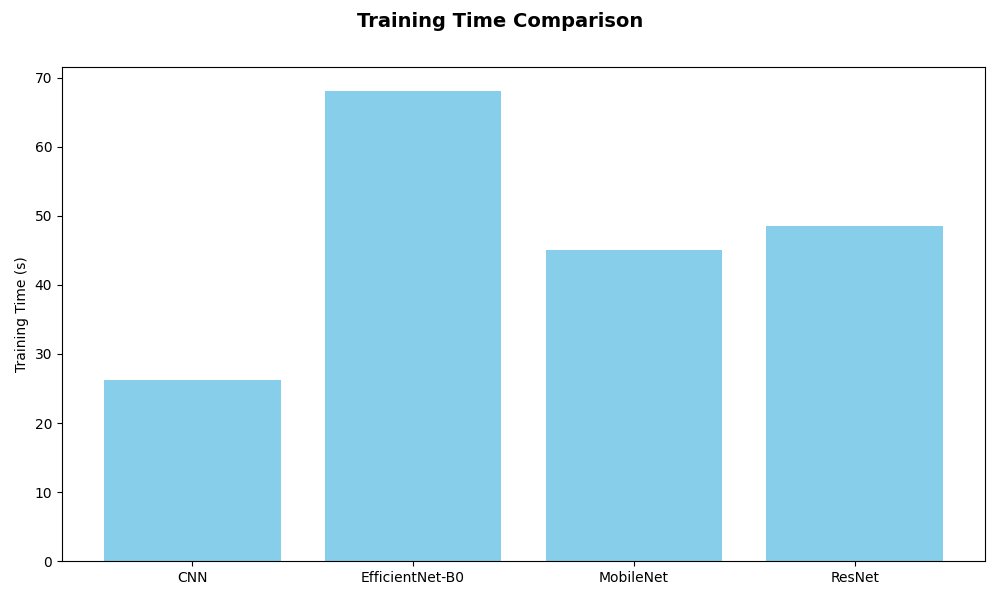 Training Time Comparison
70
60
50
40
30
20
10
0
Training Time (s)
CNN
EfficientNet-B0
MobileNet
ResNet